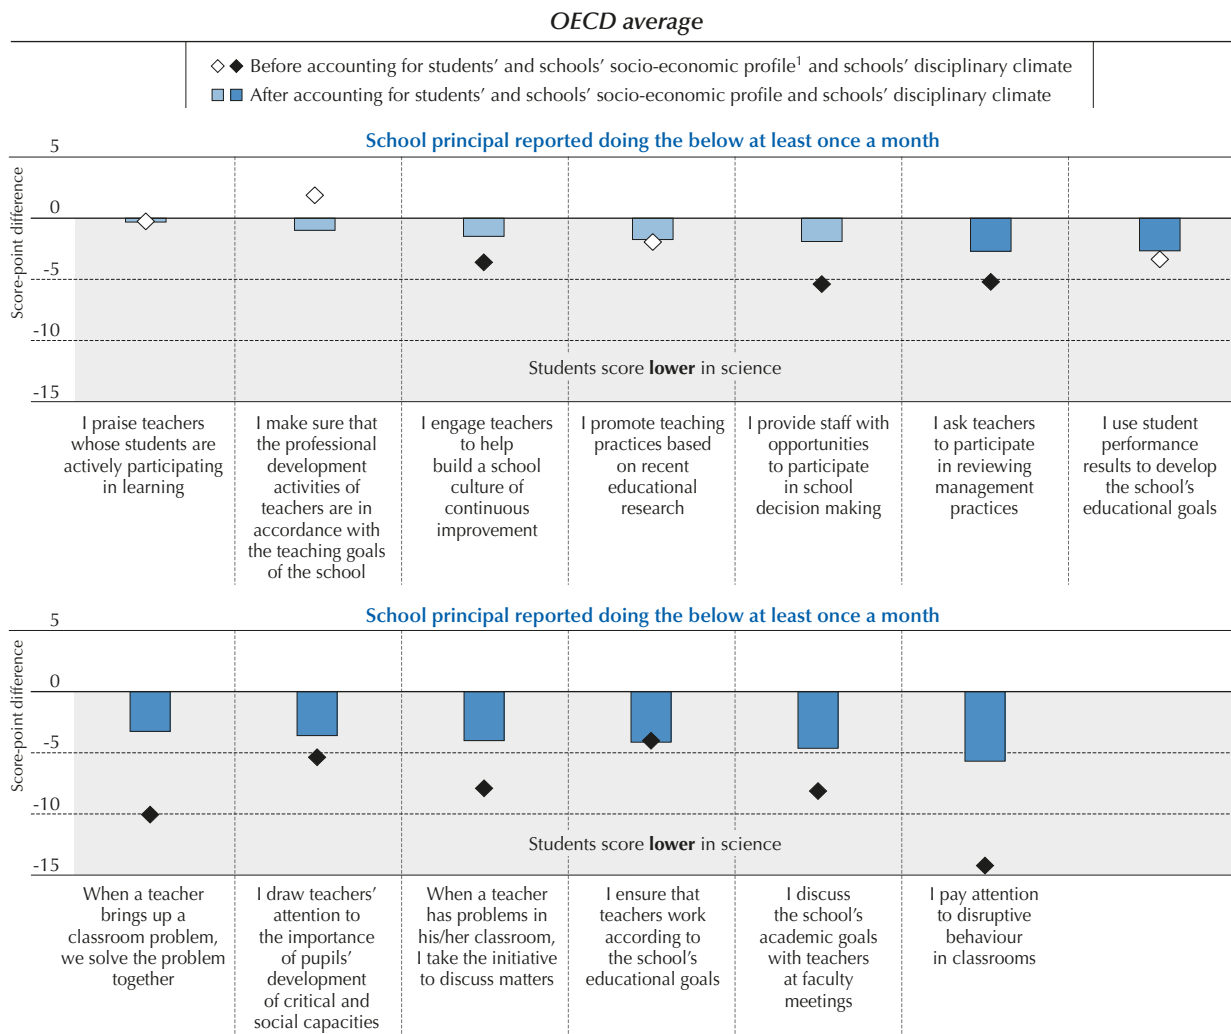 OECD average
Before accounting for students’ and schools’ socio-economic profile1 and schools’ disciplinary climate
After accounting for students’ and schools’ socio-economic profile and schools’ disciplinary climate
School principal reported doing the below at least once a month
Score-point difference
5
0
-5
-10
-15
Students score lower in science
I praise teachers
whose students are
actively participating
in learning
I make sure that
the professional
development
activities of
teachers are in
accordance with
the teaching goals
of the school
I engage teachers
to help
build a school
culture of
continuous
improvement
I promote teaching
practices based
on recent
educational
research
I provide staff with
opportunities
to participate
in school
decision making
I ask teachers
to participate
in reviewing
management
practices
I use student
performance
results to develop
the school’s
educational goals
School principal reported doing the below at least once a month
Score-point difference
5
0
-5
-10
-15
Students score lower in science
When a teacher
brings up a
classroom problem,
we solve the problem
together
I draw teachers’
attention to
the importance
of pupils’
development
of critical and
social capacities
When a teacher
has problems in
his/her classroom,
I take the initiative
to discuss matters
I ensure that
teachers work
according to
the school’s
educational goals
I discuss
the school’s
academic goals
with teachers
at faculty
meetings
I pay attention
to disruptive
behaviour
in classrooms